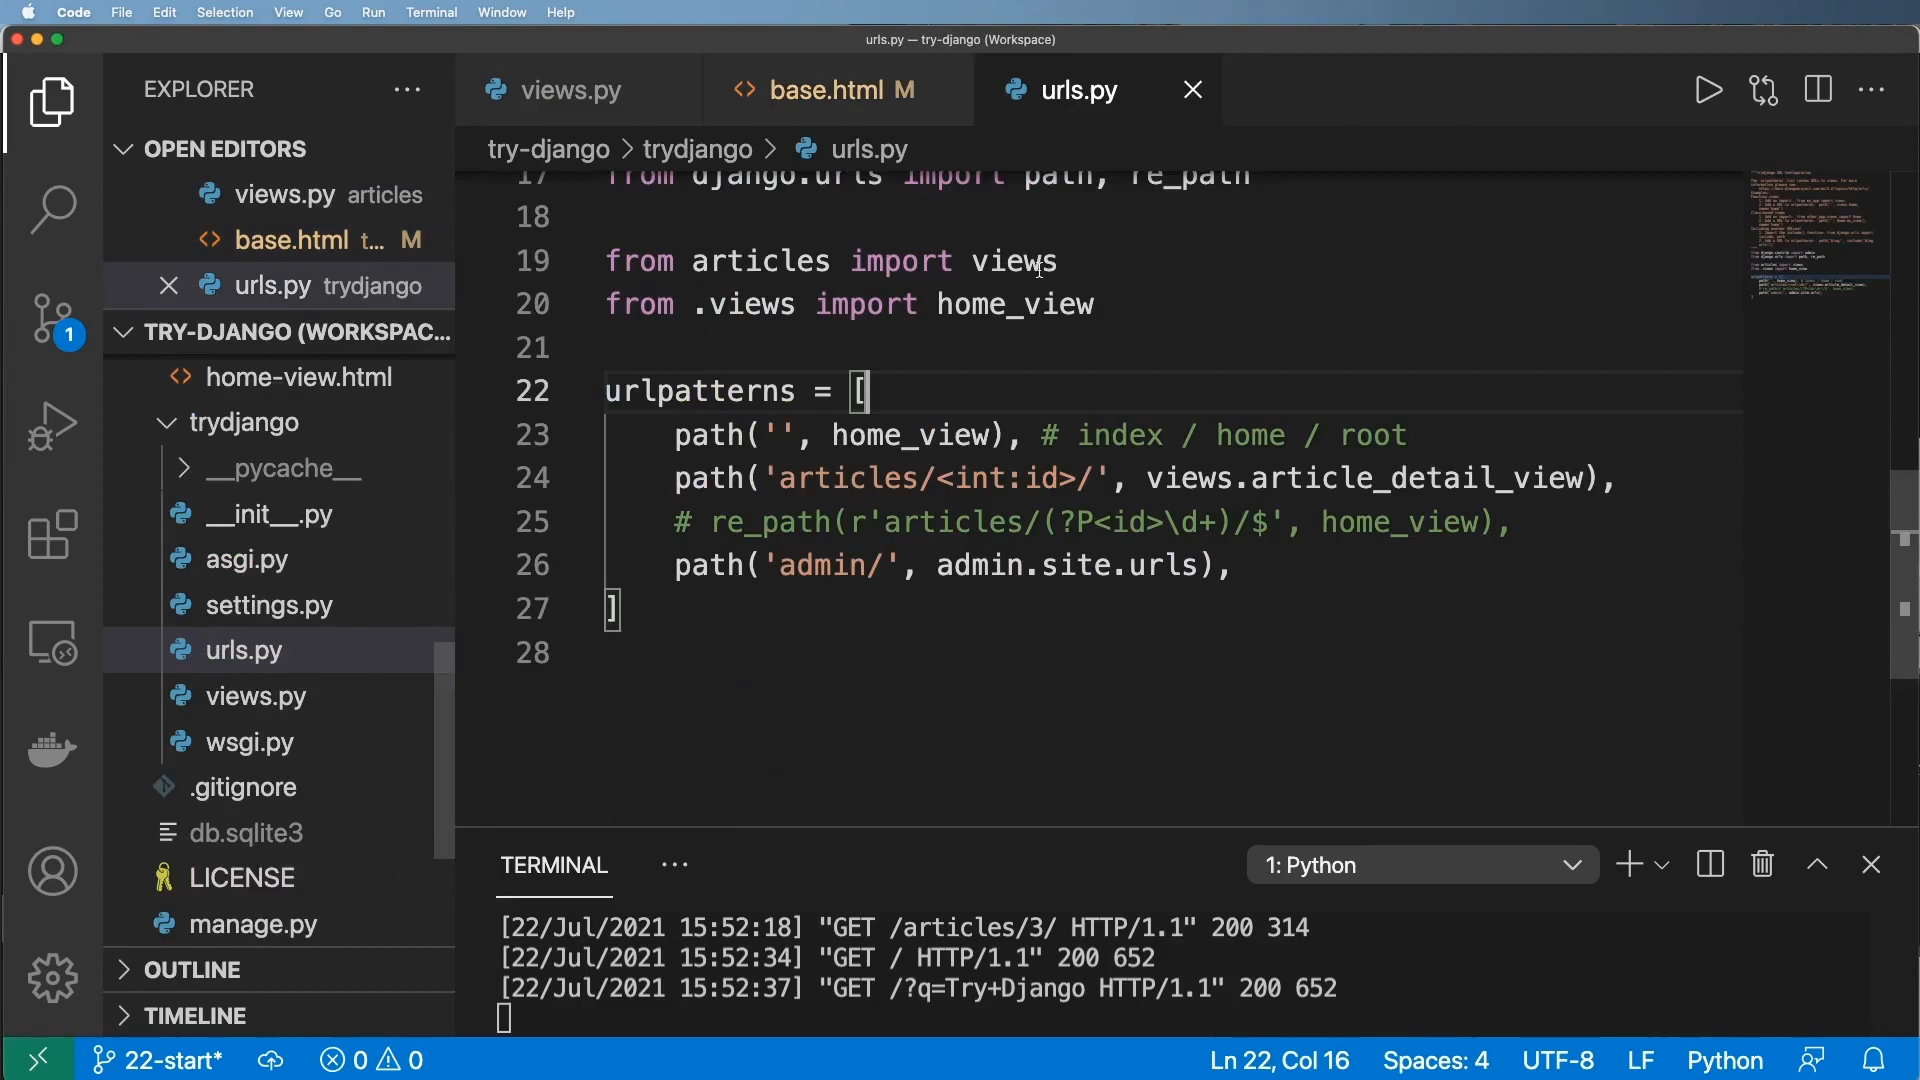 Code File Edit Selection View Go Run Terminal Window Help
urls.py — try-django (Workspace)
EXPLORER
OPEN EDITORS
views.py articles
base.html t... M
urls.py trydjango
TRY-DJANGO (WORKSPAC...
home-view.html
trydjango
__pycache__
__init__.py
asgi.py
settings.py
urls.py
views.py
wsgi.py
.gitignore
db.sqlite3
LICENSE
manage.py
OUTLINE
TIMELINE
1
views.py base.html M urls.py
try-django > trydjango > urls.py
17 from django.urls import path, re_path
18
19 from articles import views
20 from .views import home_view
21
22 urlpatterns = [
23 path('', home_view), # index / home / root
24 path('articles/<int:id>/', views.article_detail_view),
25 # re_path(r'articles/(?P<id>\d+)/$', home_view),
26 path('admin/', admin.site.urls),
27 ]
28
TERMINAL
1: Python
[22/Jul/2021 15:52:18] "GET /articles/3/ HTTP/1.1" 200 314
[22/Jul/2021 15:52:34] "GET / HTTP/1.1" 200 652
[22/Jul/2021 15:52:37] "GET /?q=Try+Django HTTP/1.1" 200 652
22-start* 0 0 Ln 22, Col 16 Spaces: 4 UTF-8 LF Python